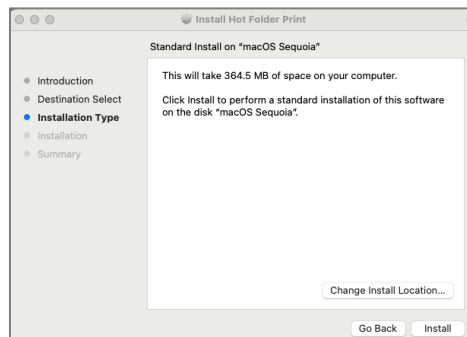 Install Hot Folder Print
Standard Install on “macOS Sequoia”
Introduction
Destination Select
Installation Type
Installation
Summary
This will take 364.5 MB of space on your computer.
Click Install to perform a standard installation of this software
on the disk “macOS Sequoia”.
Change Install Location...
Go Back
Install